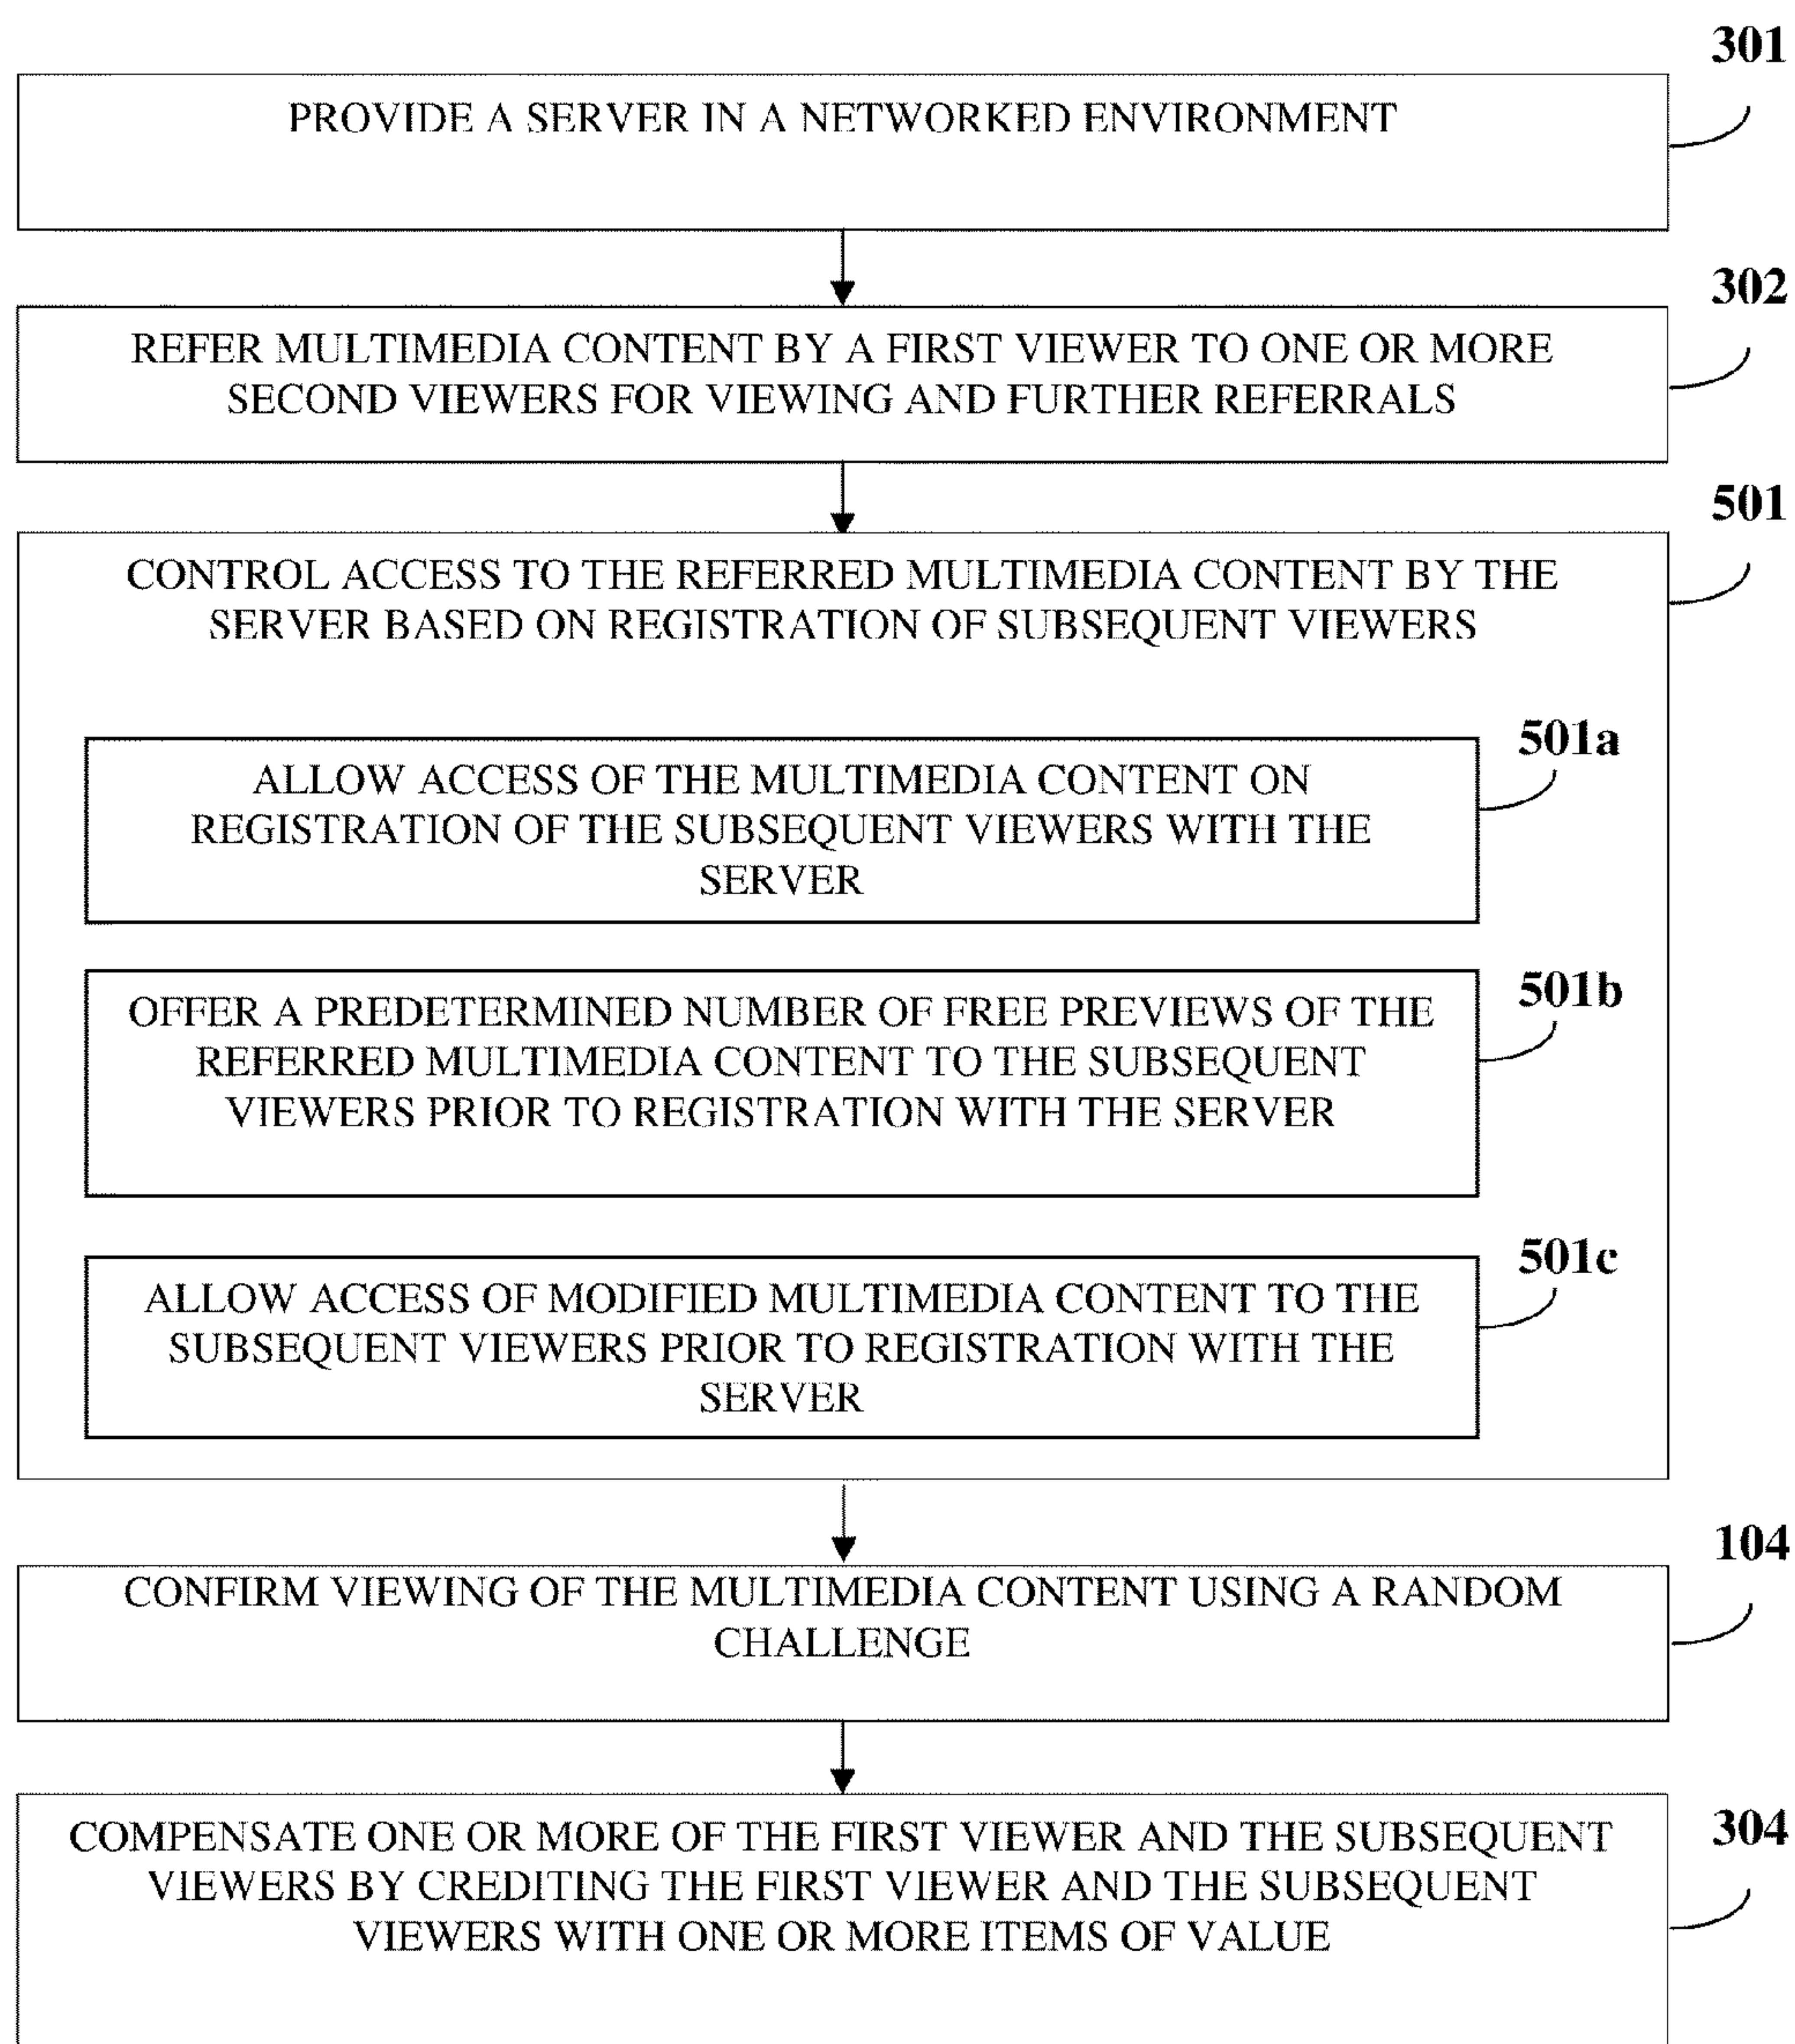 301
PROVIDE A SERVER IN A NETWORKED ENVIRONMENT
302
REFER MULTIMEDIA CONTENT BY A FIRST VIEWER TO ONE OR MORE
SECOND VIEWERS FOR VIEWING AND FURTHER REFERRALS
501
CONTROL ACCESS TO THE REFERRED MULTIMEDIA CONTENT BY THE
SERVER BASED ON REGISTRATION OF SUBSEQUENT VIEWERS
501a
ALLOW ACCESS OF THE MULTIMEDIA CONTENT ON
REGISTRATION OF THE SUBSEQUENT VIEWERS WITH THE
SERVER
501b
OFFER A PREDETERMINED NUMBER OF FREE PREVIEWS OF THE
REFERRED MULTIMEDIA CONTENT TO THE SUBSEQUENT
VIEWERS PRIOR TO REGISTRATION WITH THE SERVER
501c
ALLOW ACCESS OF MODIFIED MULTIMEDIA CONTENT TO THE
SUBSEQUENT VIEWERS PRIOR TO REGISTRATION WITH THE
SERVER
104
CONFIRM VIEWING OF THE MULTIMEDIA CONTENT USING A RANDOM
CHALLENGE
304
COMPENSATE ONE OR MORE OF THE FIRST VIEWER AND THE SUBSEQUENT
VIEWERS BY CREDITING THE FIRST VIEWER AND THE SUBSEQUENT
VIEWERS WITH ONE OR MORE ITEMS OF VALUE